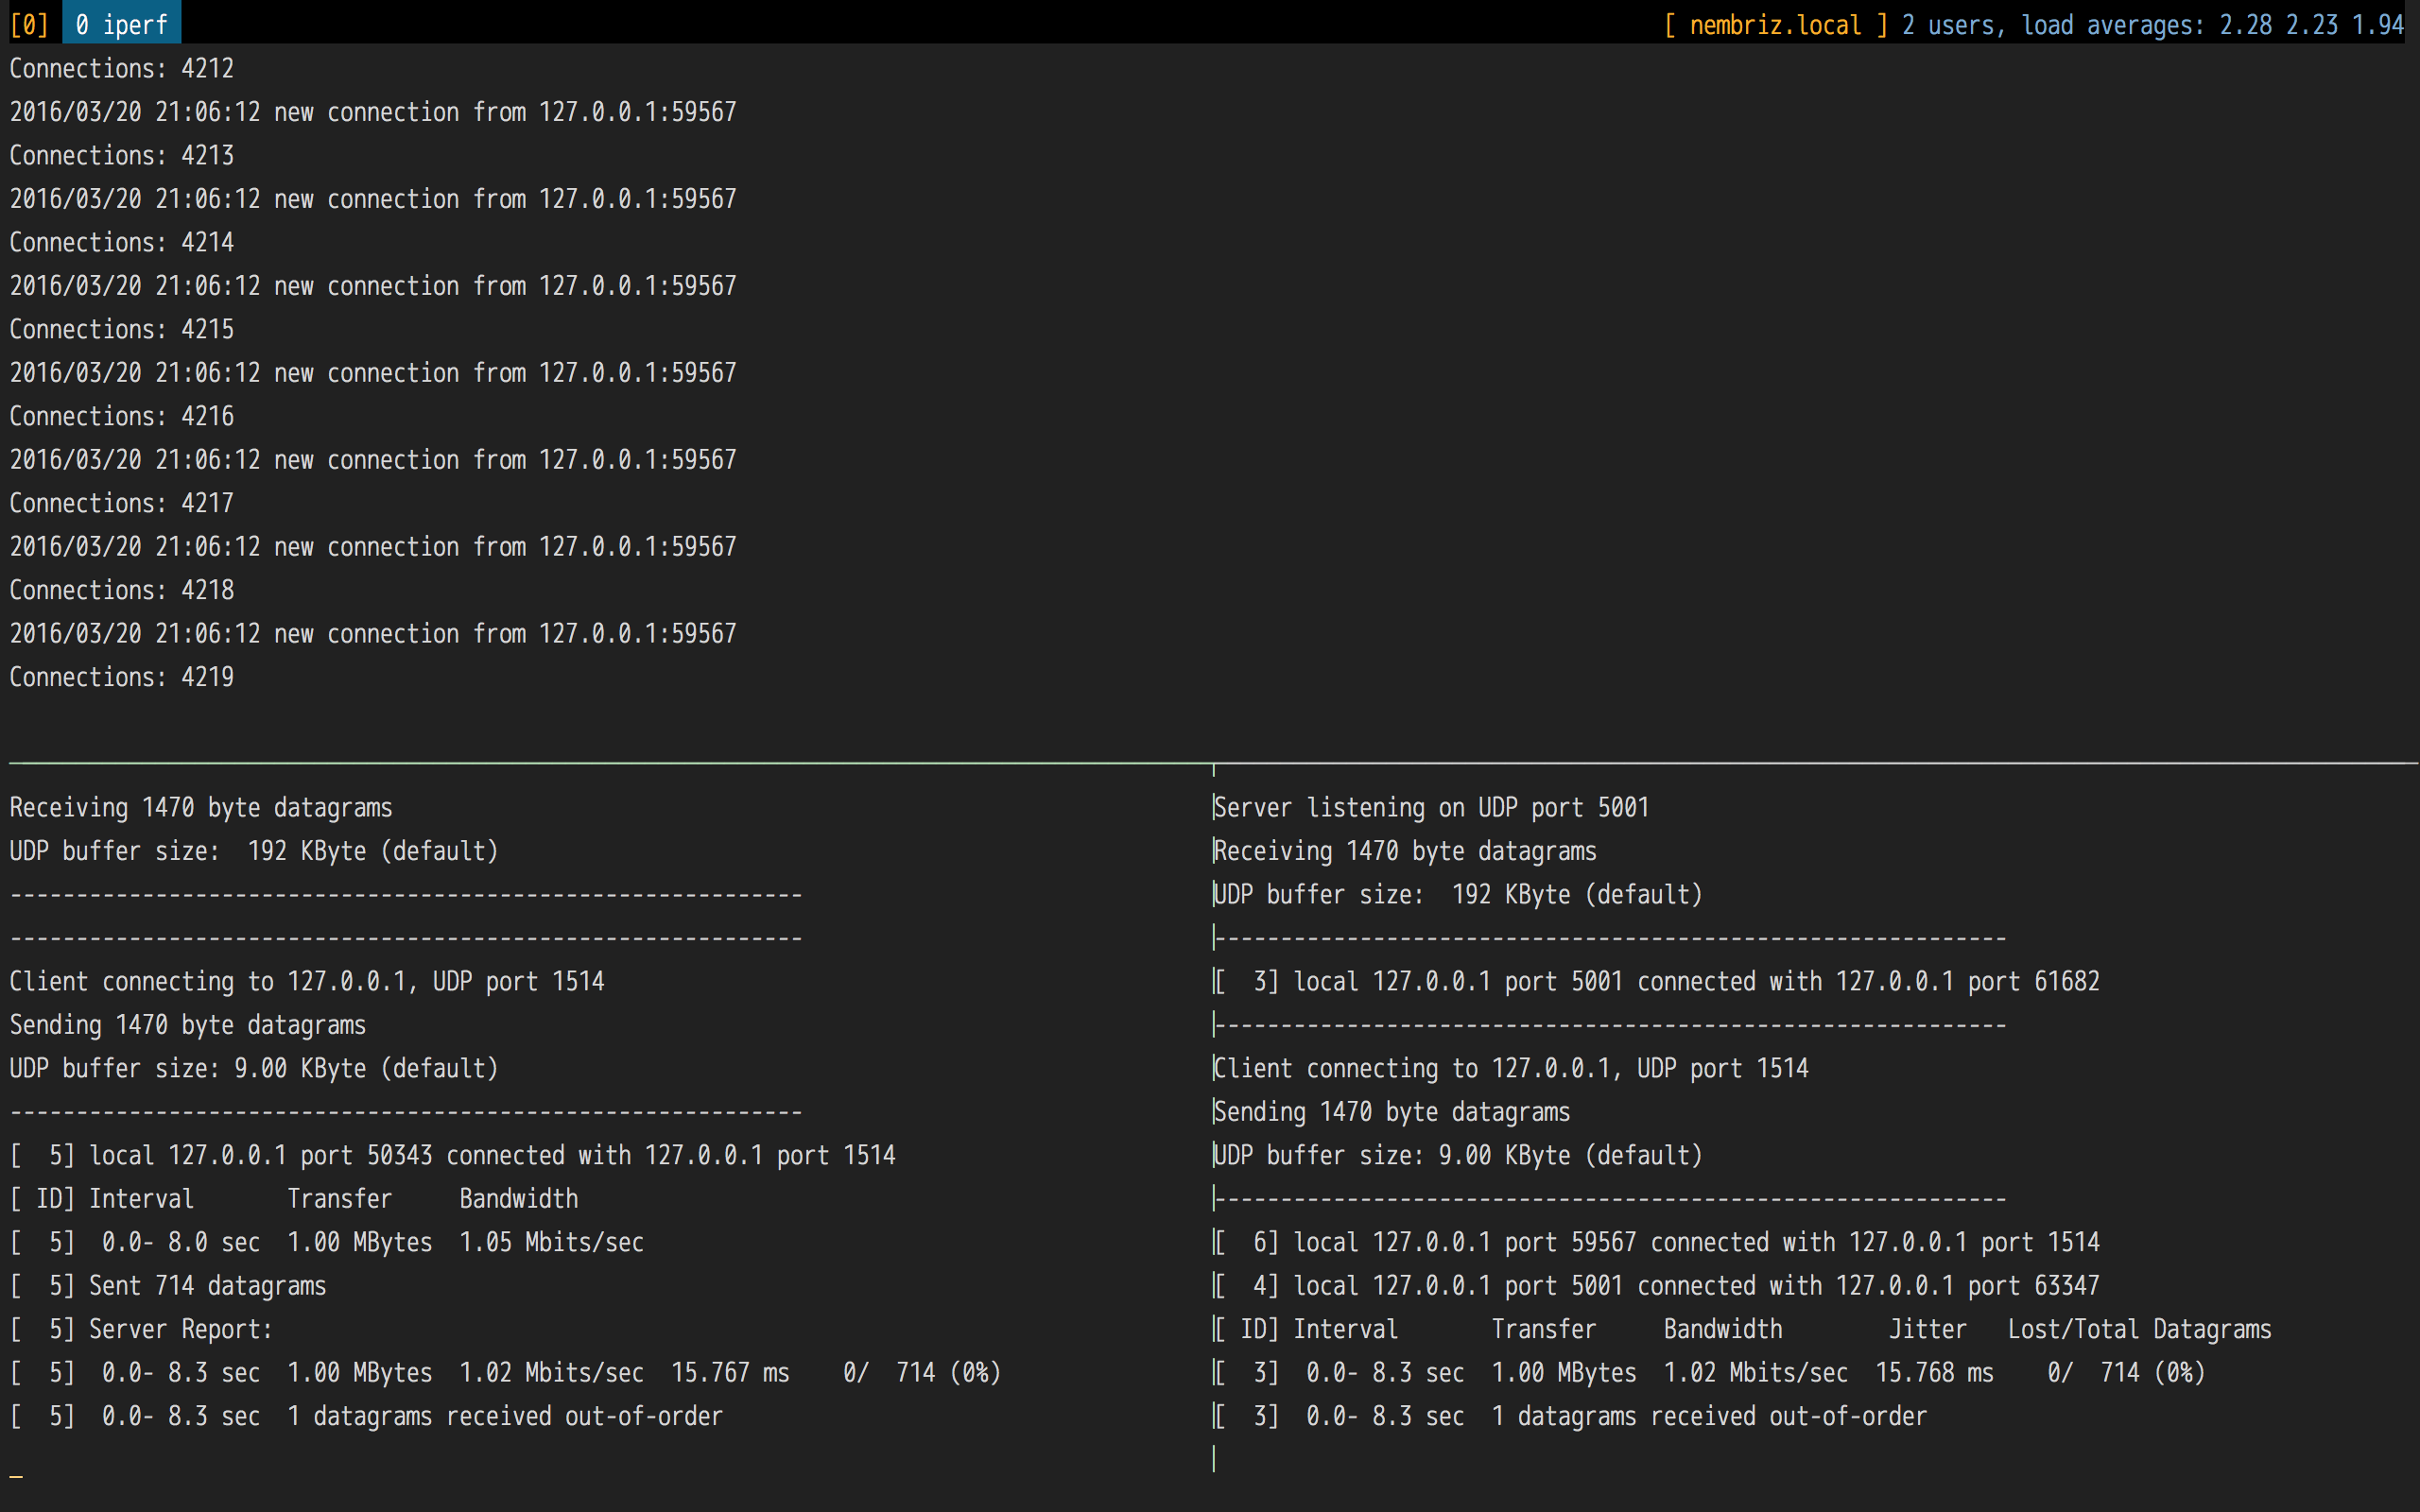 [0] 0 iperf [ nembriz.local ] 2 users, load averages: 2.28 2.23 1.94
Connections: 4212
2016/03/20 21:06:12 new connection from 127.0.0.1:59567
Connections: 4213
2016/03/20 21:06:12 new connection from 127.0.0.1:59567
Connections: 4214
2016/03/20 21:06:12 new connection from 127.0.0.1:59567
Connections: 4215
2016/03/20 21:06:12 new connection from 127.0.0.1:59567
Connections: 4216
2016/03/20 21:06:12 new connection from 127.0.0.1:59567
Connections: 4217
2016/03/20 21:06:12 new connection from 127.0.0.1:59567
Connections: 4218
2016/03/20 21:06:12 new connection from 127.0.0.1:59567
Connections: 4219
Receiving 1470 byte datagrams
UDP buffer size:  192 KByte (default)
------------------------------------------------------------
------------------------------------------------------------
Client connecting to 127.0.0.1, UDP port 1514
Sending 1470 byte datagrams
UDP buffer size: 9.00 KByte (default)
------------------------------------------------------------
[  5] local 127.0.0.1 port 50343 connected with 127.0.0.1 port 1514
[ ID] Interval       Transfer     Bandwidth
[  5]  0.0- 8.0 sec  1.00 MBytes  1.05 Mbits/sec
[  5] Sent 714 datagrams
[  5] Server Report:
[  5]  0.0- 8.3 sec  1.00 MBytes  1.02 Mbits/sec  15.767 ms    0/  714 (0%)
[  5]  0.0- 8.3 sec  1 datagrams received out-of-order
Server listening on UDP port 5001
Receiving 1470 byte datagrams
UDP buffer size:  192 KByte (default)
------------------------------------------------------------
[  3] local 127.0.0.1 port 5001 connected with 127.0.0.1 port 61682
------------------------------------------------------------
Client connecting to 127.0.0.1, UDP port 1514
Sending 1470 byte datagrams
UDP buffer size: 9.00 KByte (default)
------------------------------------------------------------
[  6] local 127.0.0.1 port 59567 connected with 127.0.0.1 port 1514
[  4] local 127.0.0.1 port 5001 connected with 127.0.0.1 port 63347
[ ID] Interval       Transfer     Bandwidth        Jitter   Lost/Total Datagrams
[  3]  0.0- 8.3 sec  1.00 MBytes  1.02 Mbits/sec  15.768 ms    0/  714 (0%)
[  3]  0.0- 8.3 sec  1 datagrams received out-of-order